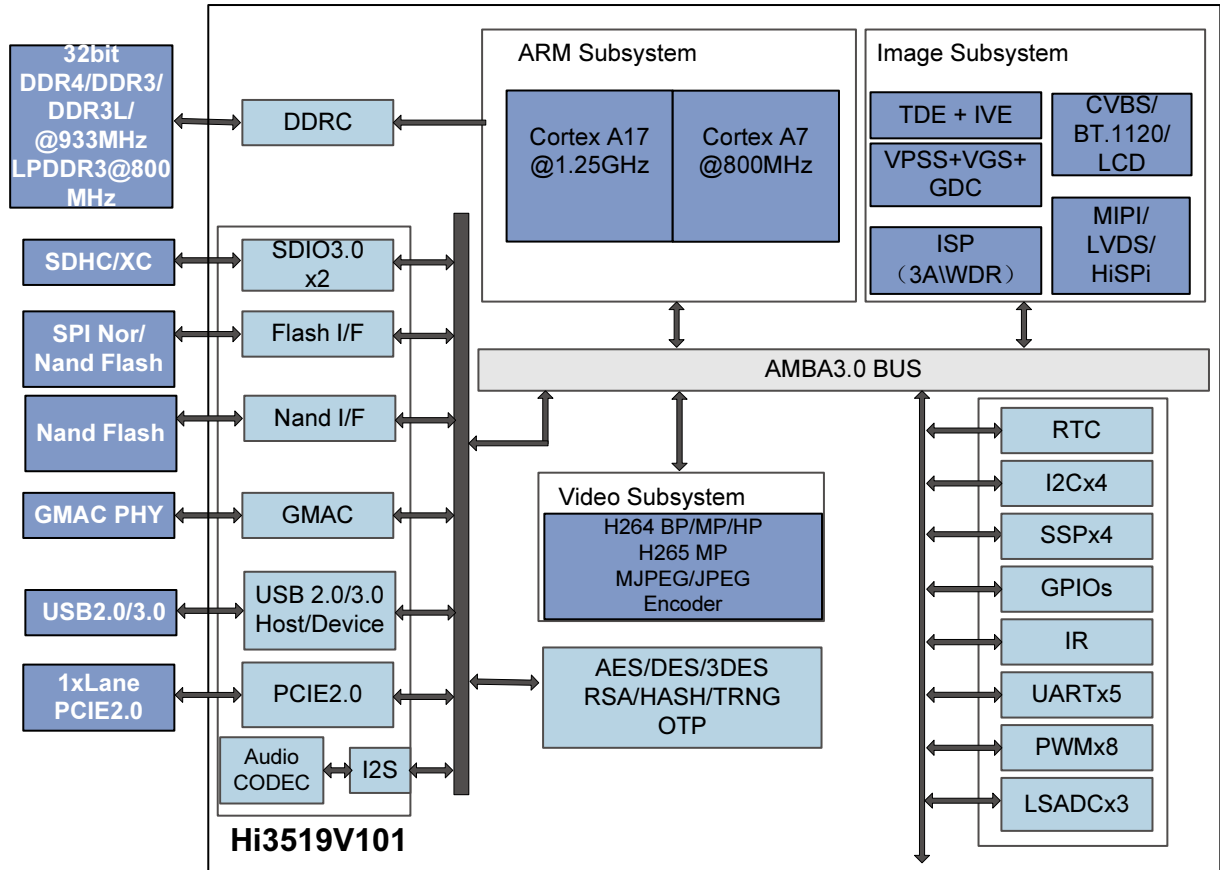 32bit
DDR4/DDR3/
DDR3L/
@933MHz
LPDDR3@800
MHz
DDRC
ARM Subsystem
Cortex A17
@1.25GHz
Cortex A7
@800MHz
Image Subsystem
TDE + IVE
VPSS+VGS+
GDC
ISP
（3A\WDR）
CVBS/
BT.1120/
LCD
MIPI/
LVDS/
HiSPi
SDHC/XC
SDIO3.0
x2
SPI Nor/
Nand Flash
Flash I/F
Nand Flash
Nand I/F
GMAC PHY
GMAC
USB2.0/3.0
USB 2.0/3.0
Host/Device
1xLane
PCIE2.0
PCIE2.0
Audio
CODEC
I2S
Hi3519V101
AMBA3.0 BUS
Video Subsystem
H264 BP/MP/HP
H265 MP
MJPEG/JPEG
Encoder
AES/DES/3DES
RSA/HASH/TRNG
OTP
RTC
I2Cx4
SSPx4
GPIOs
IR
UARTx5
PWMx8
LSADCx3